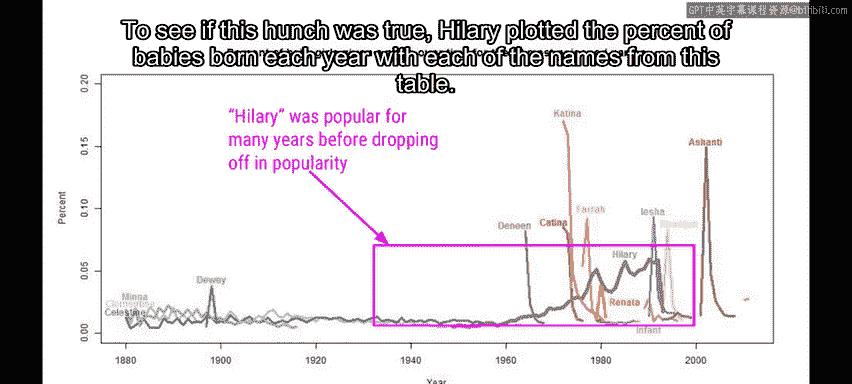 GPT中英字幕课程资源@bilibili.com
To see if this hunch was true, Hilary plotted the percent of
babies born each year with each of the names from this
table.
"Hilary" was popular for
many years before dropping
off in popularity
Katina
Ashanti
Farrah
Iesha
Deneen
Catina
Hilary
Dewey
Renata
Minna
Clementine
Celestine
Infant
Percent
0.20
0.15
0.10
0.05
0.00
1880
1900
1920
1940
1960
1980
2000
Year